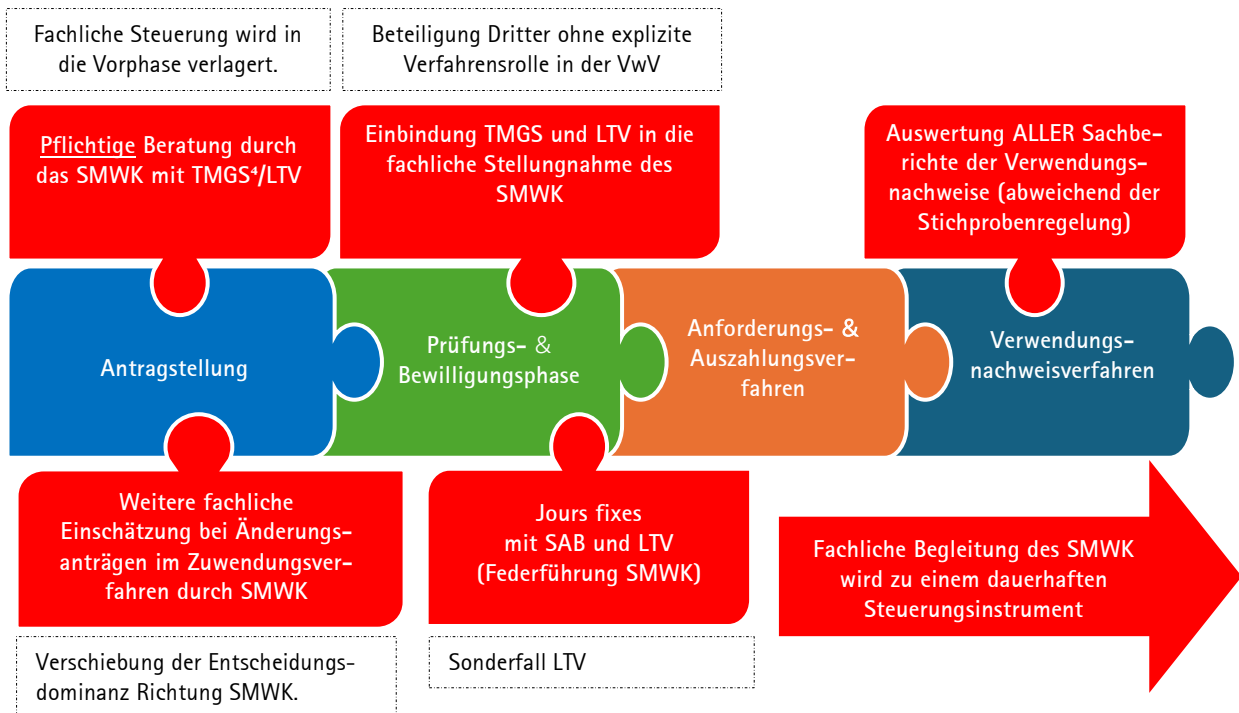 Fachliche Steuerung wird in
die Vorphase verlagert.
Beteiligung Dritter ohne explizite
Verfahrensrolle in der VwV
Pflichtige Beratung durch
das SMWK mit TMGS⁴/LTV
Einbindung TMGS und LTV in die
fachliche Stellungnahme des
SMWK
Auswertung ALLER Sachbe-
richte der Verwendungs-
nachweise (abweichend der
Stichprobenregelung)
Antragstellung
Prüfungs- &
Bewilligungsphase
Anforderungs- &
Auszahlungsver-
fahren
Verwendungs-
nachweisverfahren
Weitere fachliche
Einschätzung bei Änderungs-
anträgen im Zuwendungsver-
fahren durch SMWK
Jours fixes
mit SAB und LTV
(Federführung SMWK)
Fachliche Begleitung des SMWK
wird zu einem dauerhaften
Steuerungsinstrument
Verschiebung der Entscheidungs-
dominanz Richtung SMWK.
Sonderfall LTV